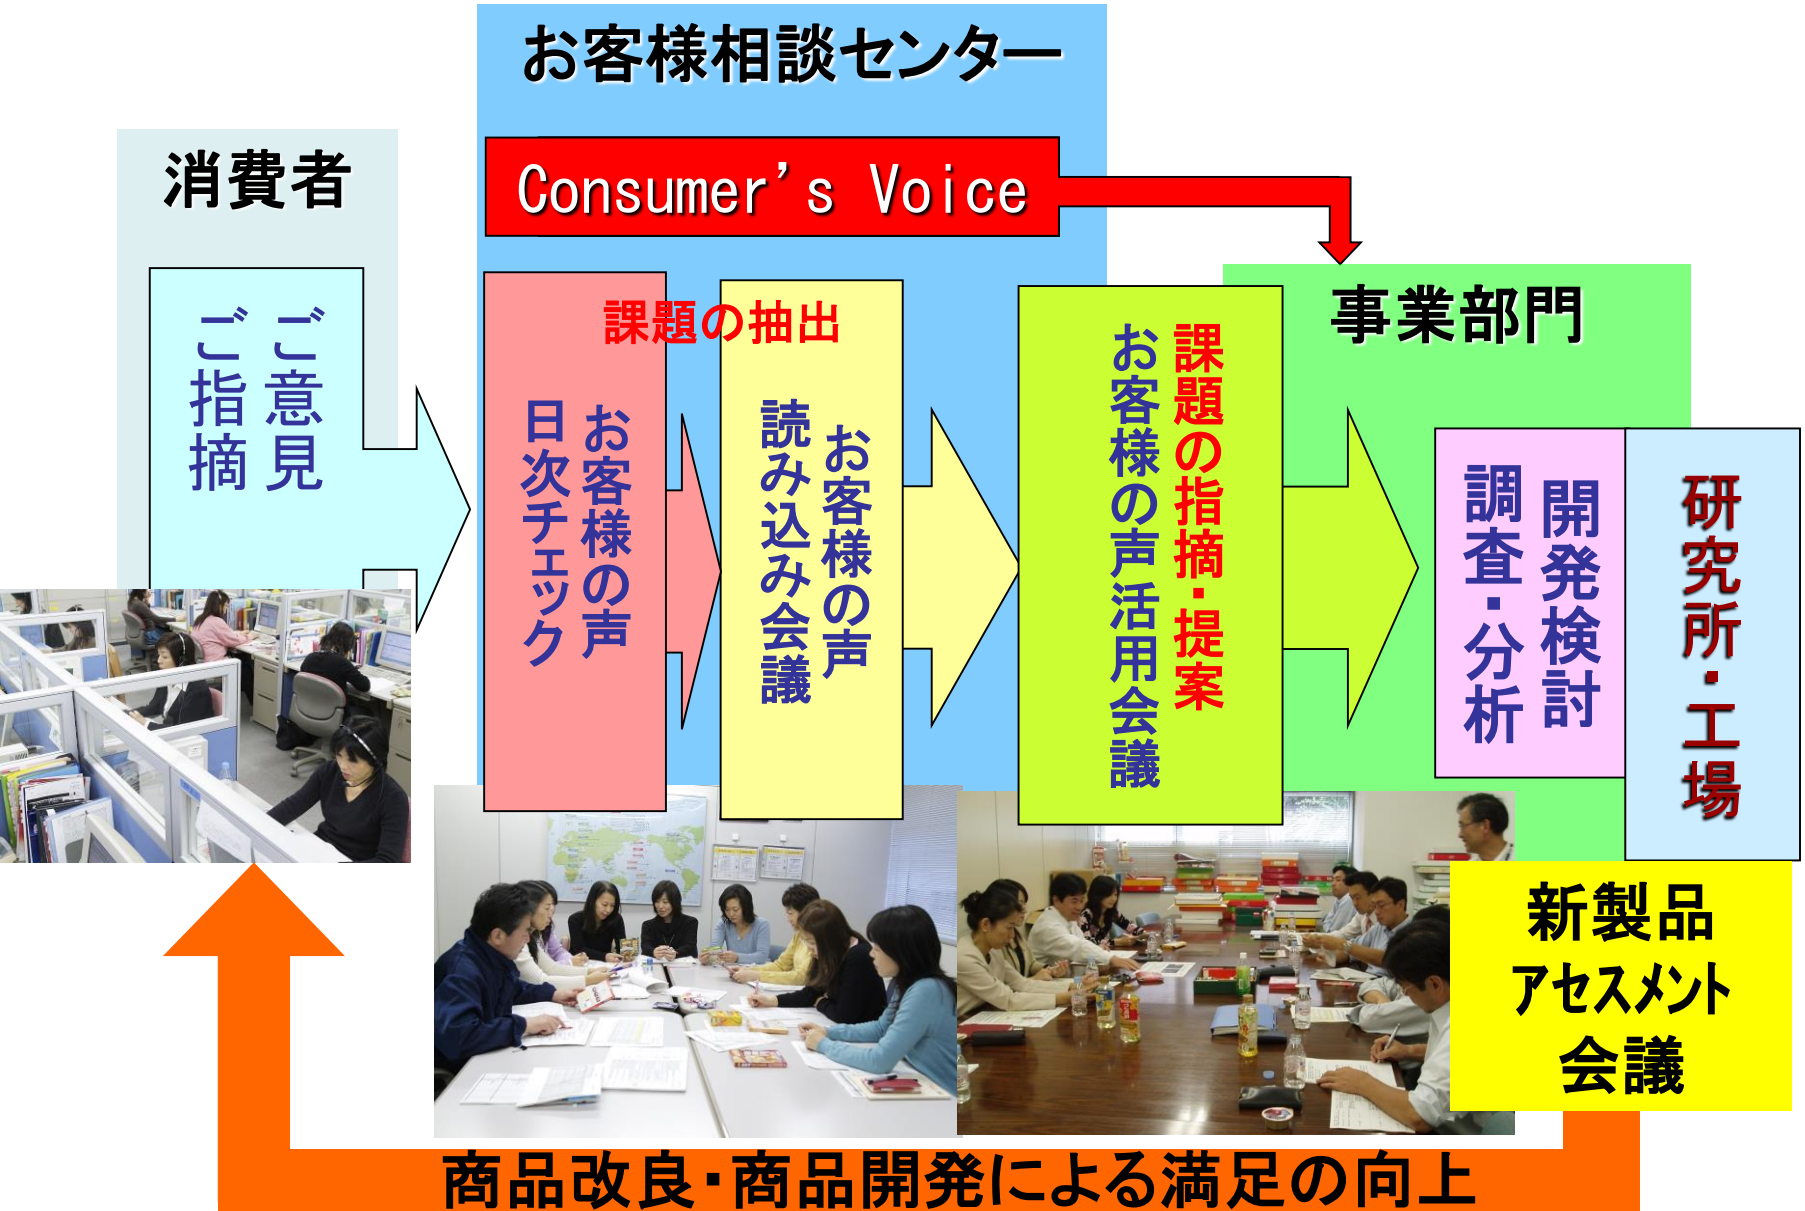 お客様相談センター
消費者
Consumer's Voice
ご意見
ご指摘
課題の抽出
お客様の声
日次チェック
お客様の声
読み込み会議
課題の指摘・提案
お客様の声活用会議
事業部門
開発検討
調査・分析
研究所・工場
新製品
アセスメント
会議
商品改良・商品開発による満足の向上